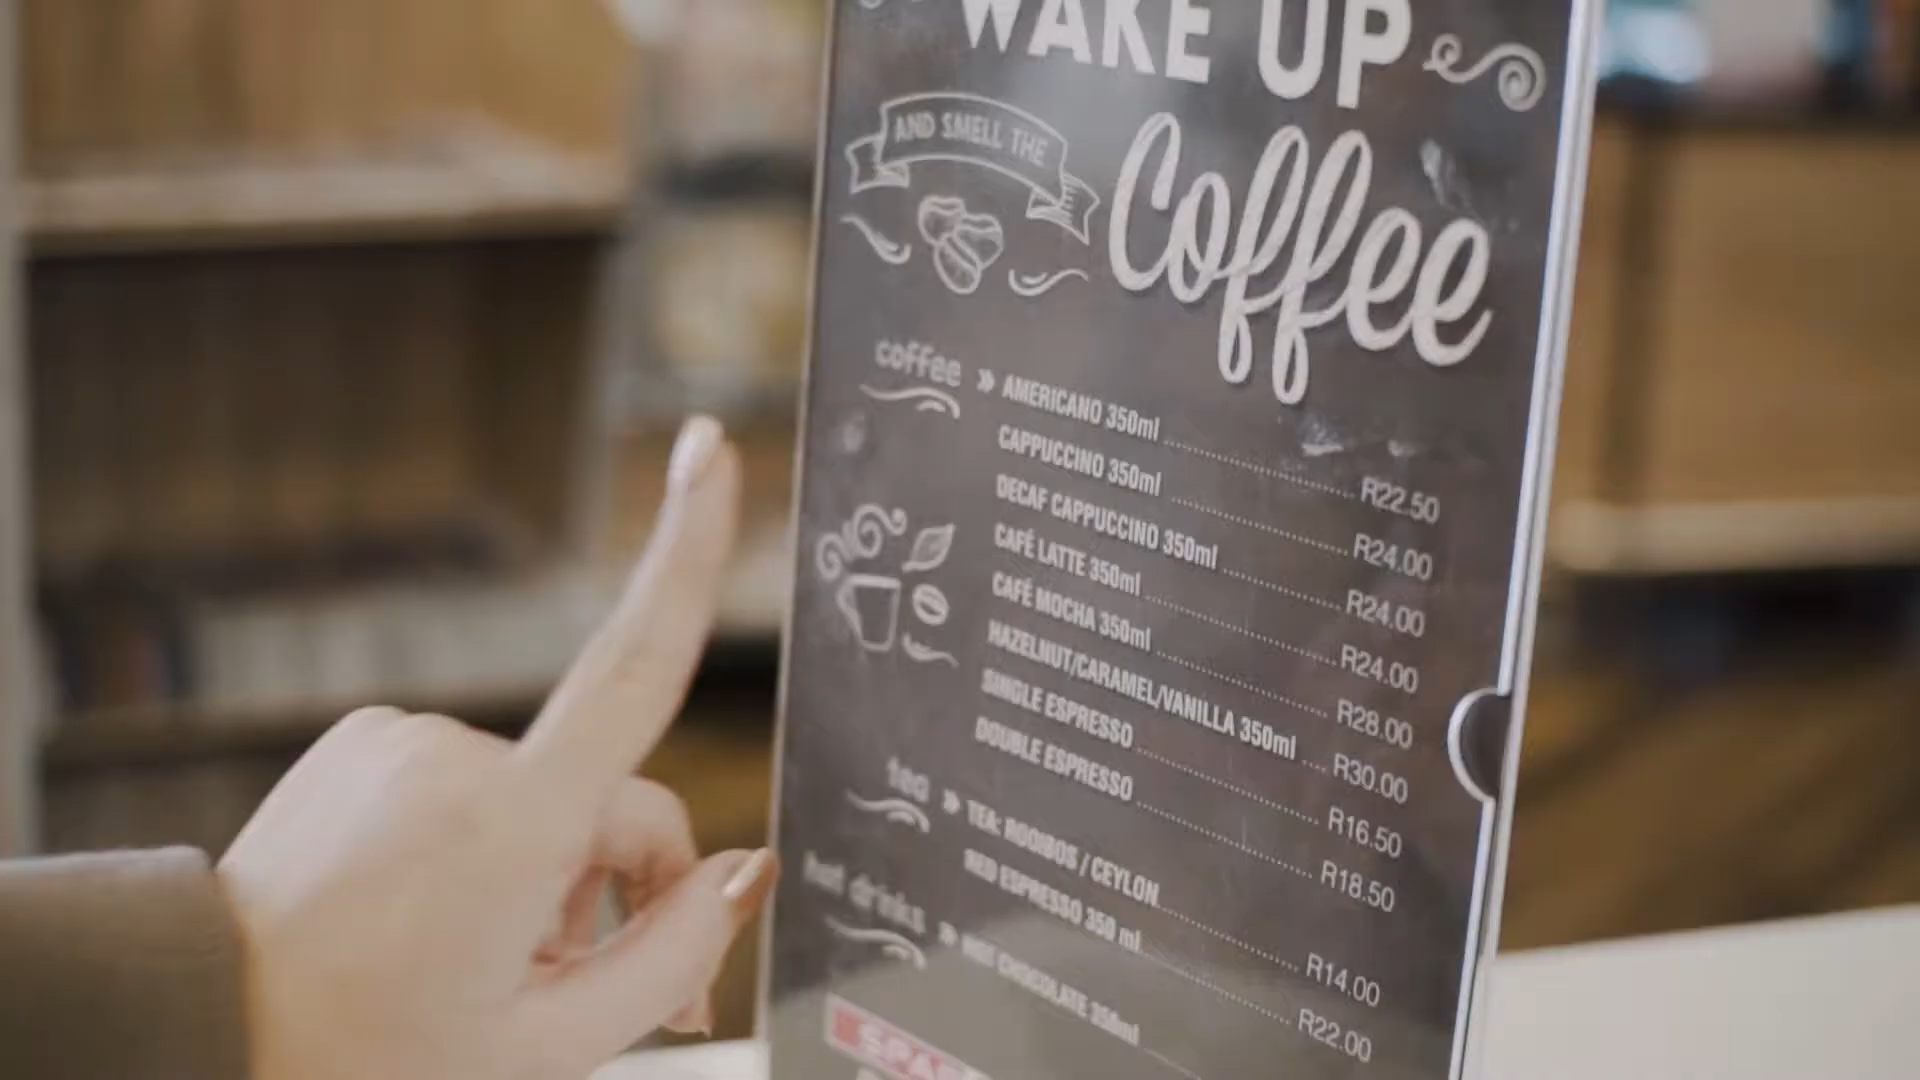 WAKE UP
AND SMELL THE
Coffee
coffee » AMERICANO 350ml R22.50
CAPPUCCINO 350ml R24.00
DECAF CAPPUCCINO 350ml R24.00
CAFÉ LATTE 350ml R24.00
CAFÉ MOCHA 350ml R28.00
HAZELNUT/CARAMEL/VANILLA 350ml R30.00
SINGLE ESPRESSO R16.50
DOUBLE ESPRESSO R18.50
tea » TEA: ROOIBOS / CEYLON R14.00
RED ESPRESSO 350 ml R22.00
hot drinks » HOT CHOCOLATE 350ml